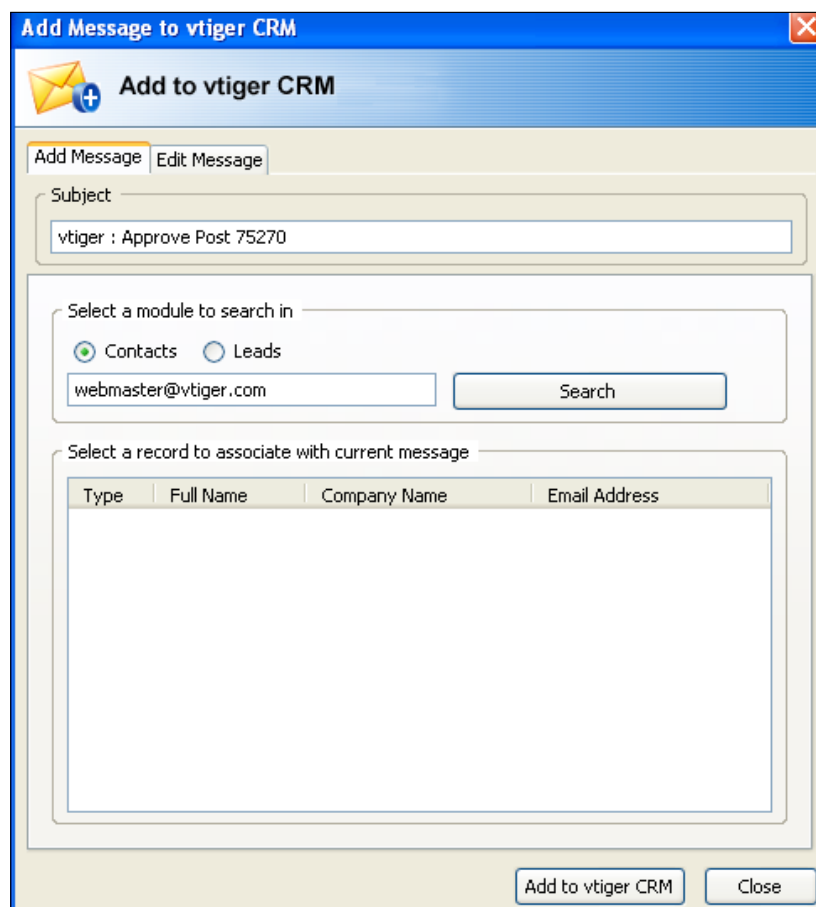 Add Message to vtiger CRM
Add to vtiger CRM
Add Message Edit Message
Subject
vtiger : Approve Post 75270
Select a module to search in
Contacts Leads
webmaster@vtiger.com Search
Select a record to associate with current message
Type Full Name Company Name Email Address
Add to vtiger CRM Close